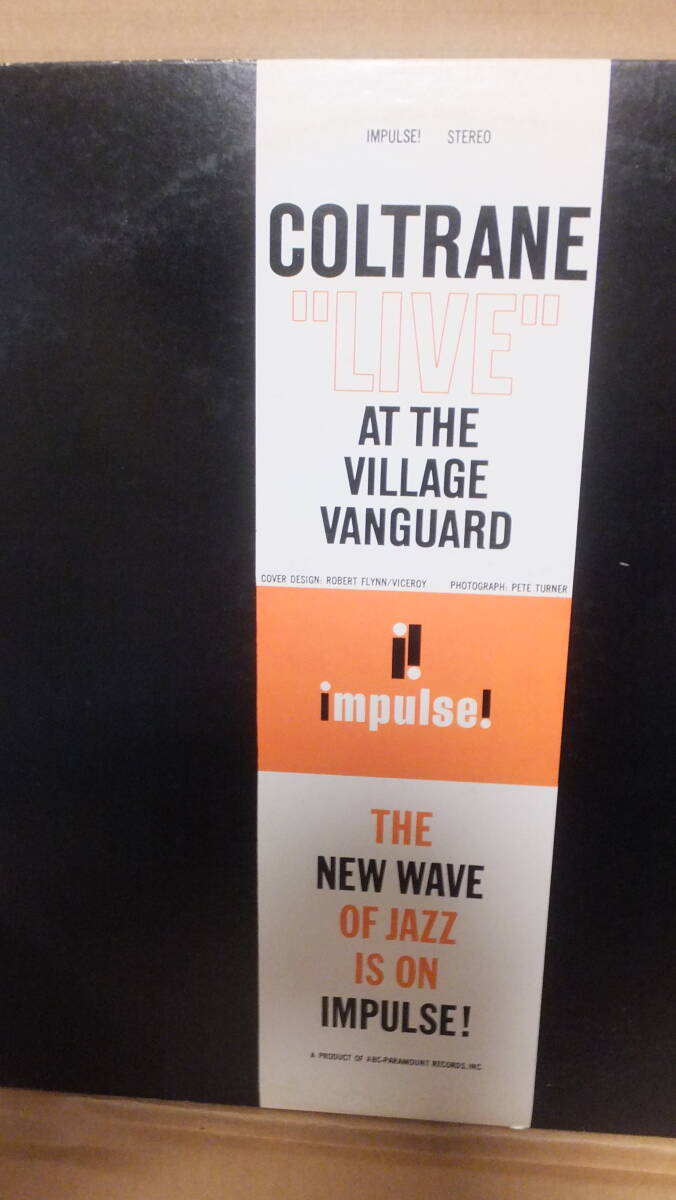 IMPULSE! STEREO
COLTRANE
"LIVE"
AT THE
VILLAGE
VANGUARD
COVER DESIGN: ROBERT FLYNN/VICEROY PHOTOGRAPH: PETE TURNER
i!
impulse!
THE
NEW WAVE
OF JAZZ
IS ON
IMPULSE!
A PRODUCT OF ABC-PARAMOUNT RECORDS, INC.